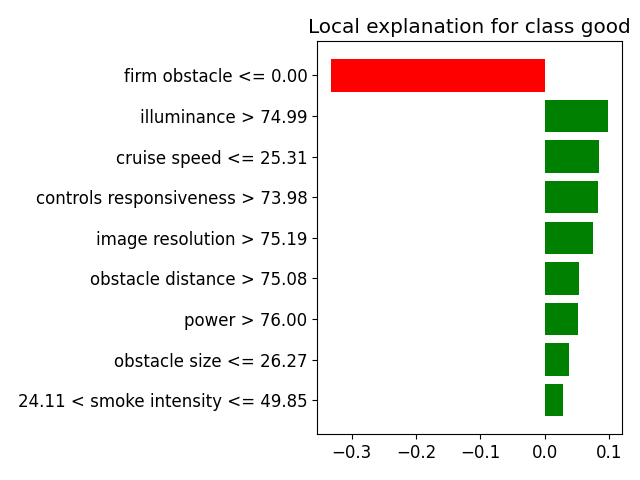 Local explanation for class good
firm obstacle <= 0.00
illuminance > 74.99
cruise speed <= 25.31
controls responsiveness > 73.98
image resolution > 75.19
obstacle distance > 75.08
power > 76.00
obstacle size <= 26.27
24.11 < smoke intensity <= 49.85
−0.3 −0.2 −0.1 0.0 0.1